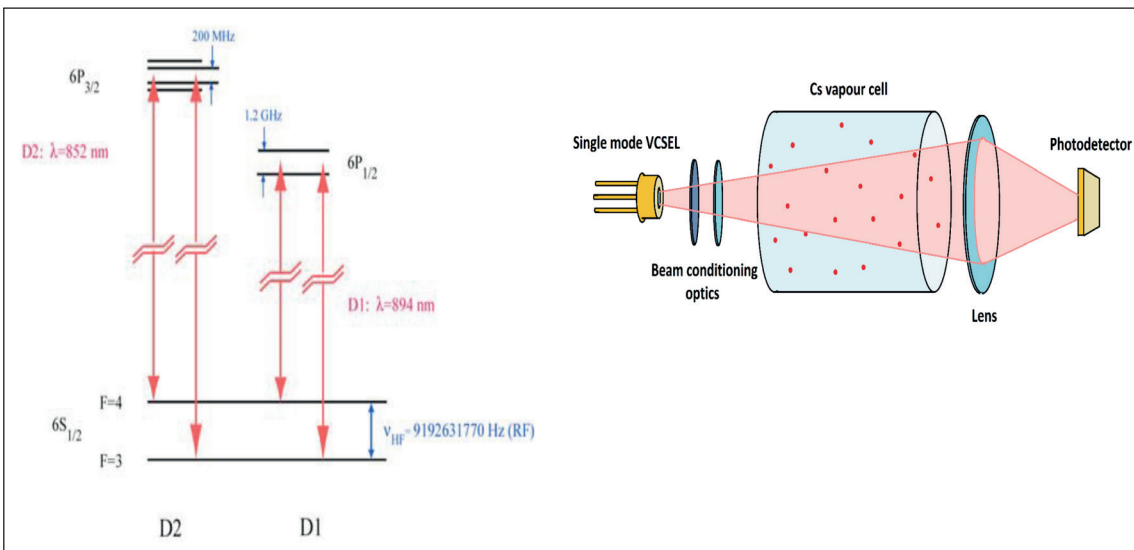 200 MHz
6P3/2
1.2 GHz
D2: λ=852 nm
6P1/2
D1: λ=894 nm
F=4
6S1/2
νHF=9192631770 Hz (RF)
F=3
D2
D1
Cs vapour cell
Single mode VCSEL
Photodetector
Beam conditioning
optics
Lens